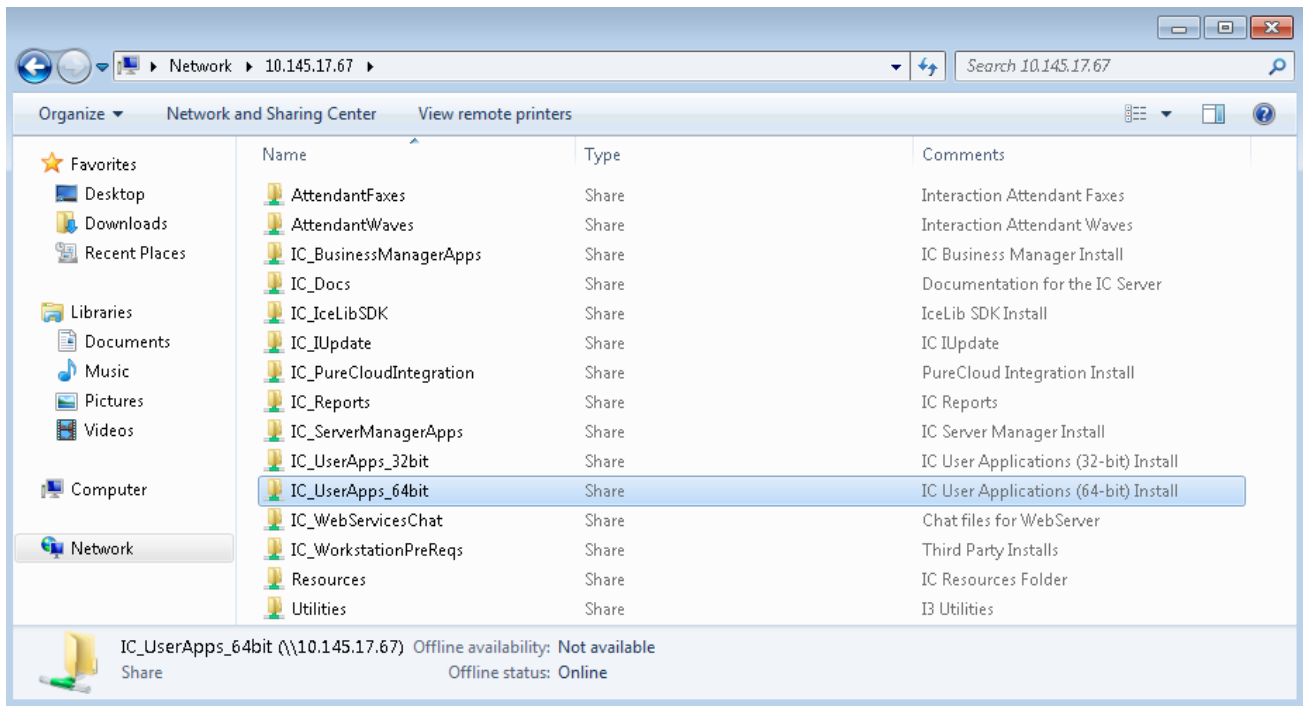 Network 10.145.17.67
Search 10.145.17.67
Organize Network and Sharing Center View remote printers
Name Type Comments
Favorites
Desktop
Downloads
Recent Places
Libraries
Documents
Music
Pictures
Videos
Computer
Network
AttendantFaxes Share Interaction Attendant Faxes
AttendantWaves Share Interaction Attendant Waves
IC_BusinessManagerApps Share IC Business Manager Install
IC_Docs Share Documentation for the IC Server
IC_IceLibSDK Share IceLib SDK Install
IC_IUpdate Share IC IUpdate
IC_PureCloudIntegration Share PureCloud Integration Install
IC_Reports Share IC Reports
IC_ServerManagerApps Share IC Server Manager Install
IC_UserApps_32bit Share IC User Applications (32-bit) Install
IC_UserApps_64bit Share IC User Applications (64-bit) Install
IC_WebServicesChat Share Chat files for WebServer
IC_WorkstationPreReqs Share Third Party Installs
Resources Share IC Resources Folder
Utilities Share I3 Utilities
IC_UserApps_64bit (\\10.145.17.67) Offline availability: Not available
Share Offline status: Online